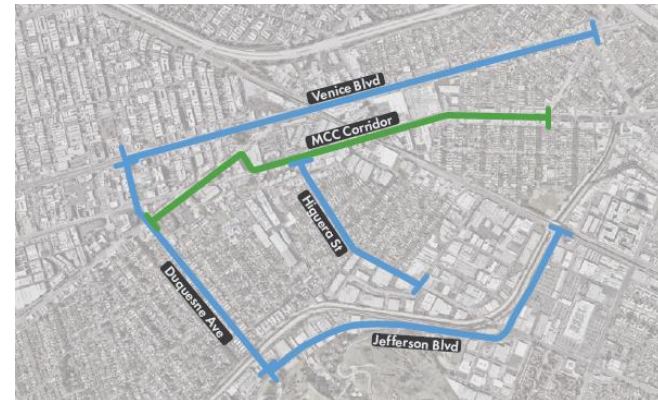 Venice Blvd
MCC Corridor
Higuera St
Duquesne Ave
Jefferson Blvd